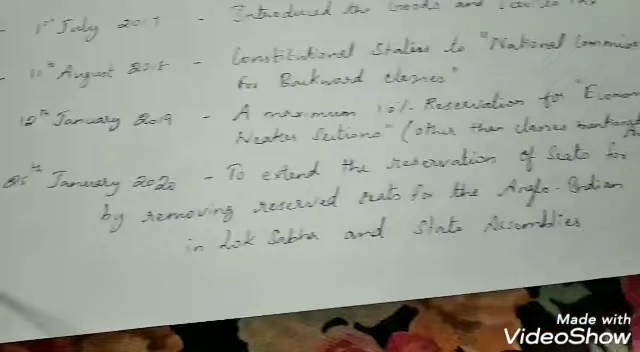 - 1st July 2017 - Introduced the Goods and
- 11th August 2018 - Constitutional Status to "National Commission
for Backward classes"
12th January 2019 - A maximum 10% Reservation for "Econom
Weaker Sections" (other than classes mentioned
25th January 2020 - To extend the reservation of Seats for
by removing reserved seats for the Anglo-Indian
in Lok Sabha and State Assemblies
Made with
VideoShow